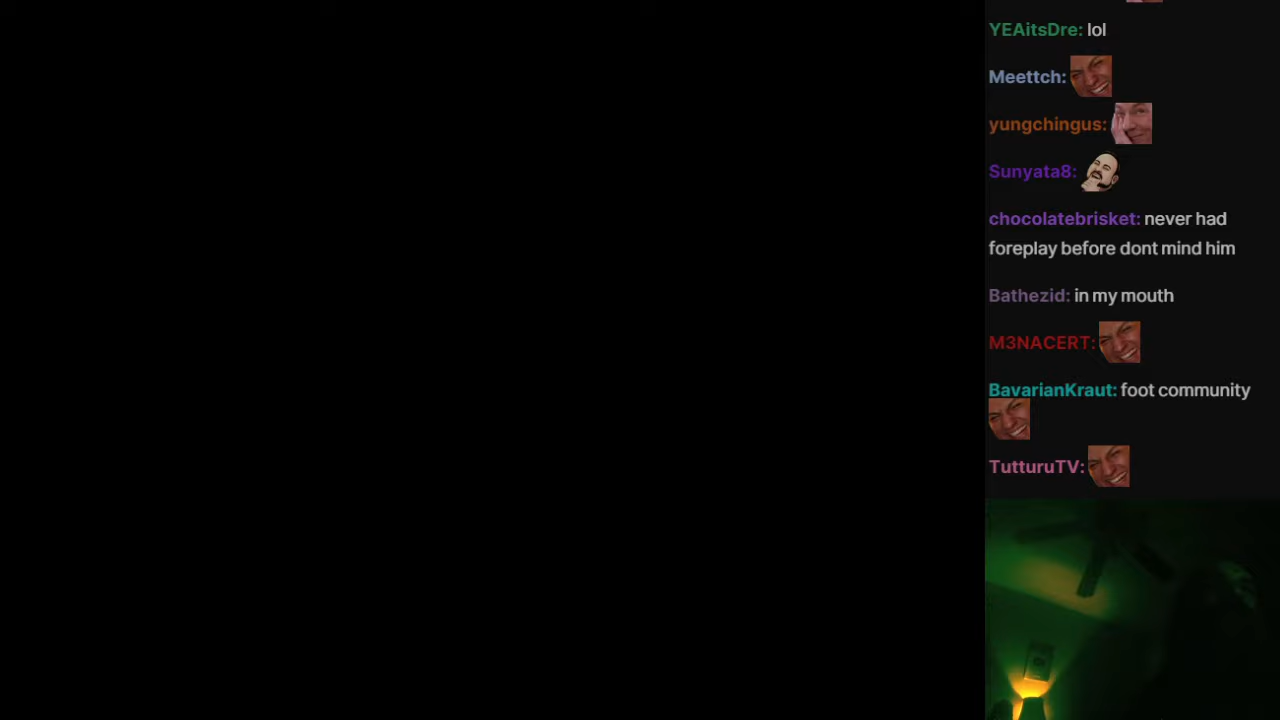 YEAitsDre: lol
Meettch:
yungchingus:
Sunyata8:
chocolatebrisket: never had
foreplay before dont mind him
Bathezid: in my mouth
M3NACERT:
BavarianKraut: foot community
TutturuTV: